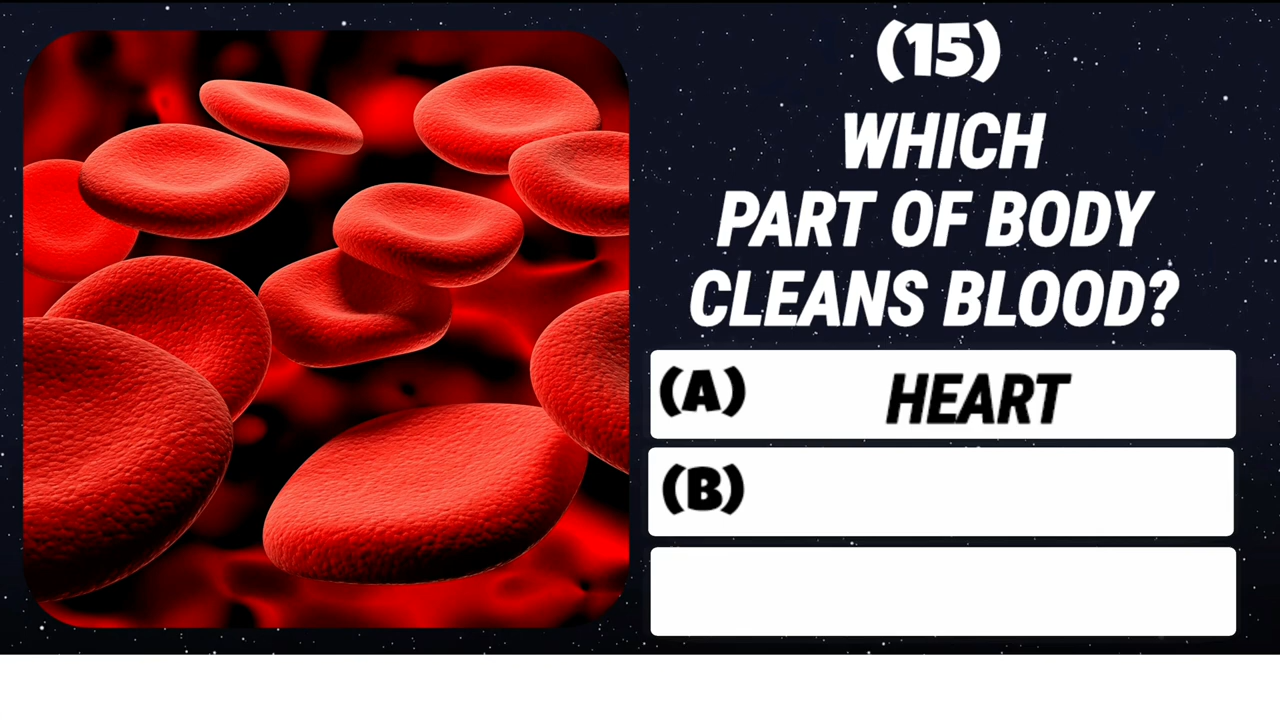 (15)
WHICH
PART OF BODY
CLEANS BLOOD?
(A) HEART
(B)